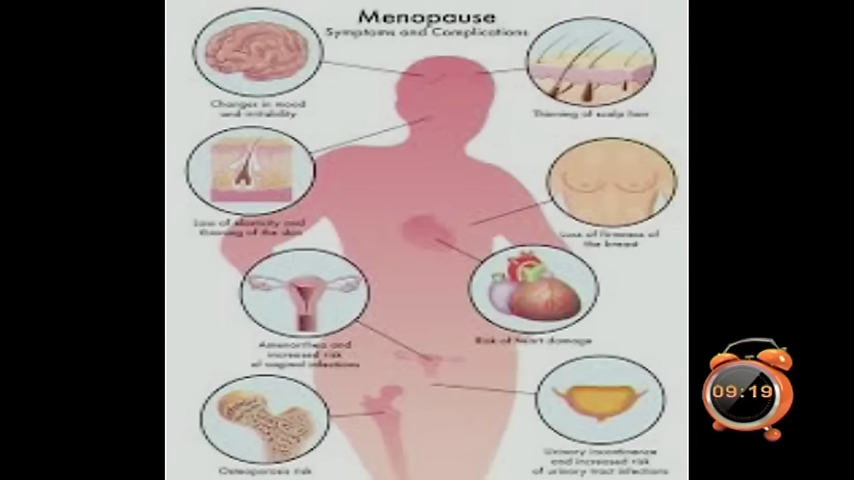 Menopause
Symptoms and Complications
Changes in mood
and irritability
Thinning of scalp hair
Loss of elasticity and
thinning of the skin
Loss of firmness of
the breast
Amenorrhea and
increased risk
of vaginal infections
Risk of heart damage
Osteoporosis risk
Urinary incontinence
and increased risk
of urinary tract infections
09:19